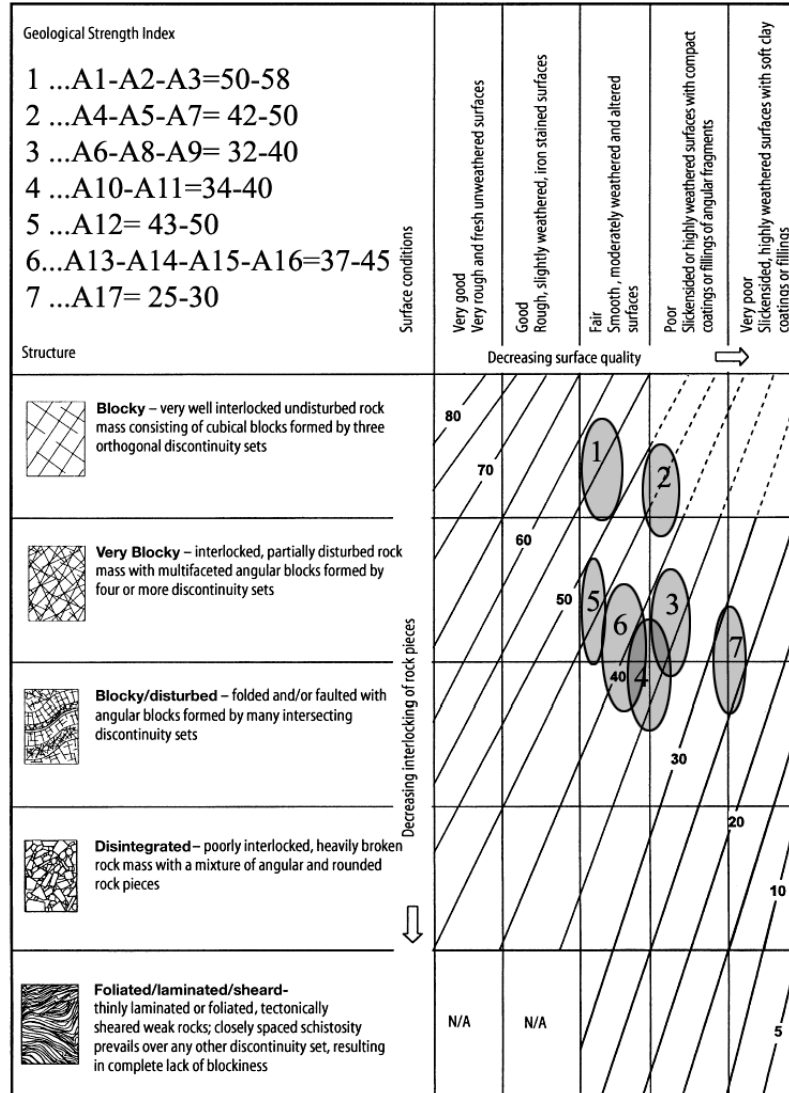 Geological Strength Index
1 ...A1-A2-A3=50-58
2 ...A4-A5-A7= 42-50
3 ...A6-A8-A9= 32-40
4 ...A10-A11=34-40
5 ...A12= 43-50
6...A13-A14-A15-A16=37-45
7 ...A17= 25-30
Structure
Surface conditions
Very good
Very rough and fresh unweathered surfaces
Good
Rough, slightly weathered, iron stained surfaces
Fair
Smooth , moderately weathered and altered
surfaces
Poor
Slickensided or highly weathered surfaces with compact
coatings or fillings of angular fragments
Very poor
Slickensided, highly weathered surfaces with soft clay
coatings or fillings
Decreasing surface quality
Decreasing interlocking of rock pieces
Blocky – very well interlocked undisturbed rock
mass consisting of cubical blocks formed by three
orthogonal discontinuity sets
80
70
1
2
Very Blocky – interlocked, partially disturbed rock
mass with multifaceted angular blocks formed by
four or more discontinuity sets
60
50
5
6
3
7
Blocky/disturbed – folded and/or faulted with
angular blocks formed by many intersecting
discontinuity sets
40
4
30
Disintegrated – poorly interlocked, heavily broken
rock mass with a mixture of angular and rounded
rock pieces
20
10
Foliated/laminated/sheard-
thinly laminated or foliated, tectonically
sheared weak rocks; closely spaced schistosity
prevails over any other discontinuity set, resulting
in complete lack of blockiness
N/A
N/A
5